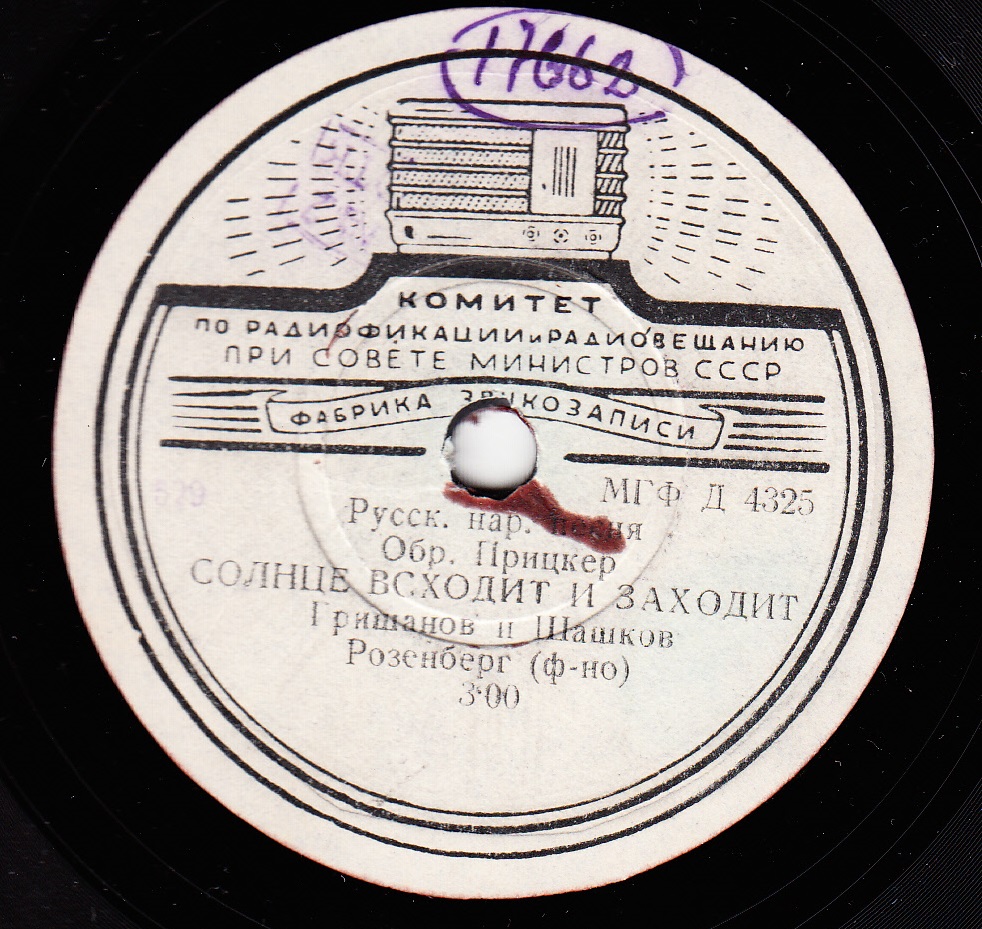 1766в
КОМИТЕТ
ПО РАДИОФИКАЦИИ и РАДИОВЕЩАНИЮ
ПРИ СОВЕТЕ МИНИСТРОВ СССР
ФАБРИКА ЗВУКОЗАПИСИ
МГФ Д 4325
Русск. нар. песня
Обр. Прицкер
СОЛНЦЕ ВСХОДИТ И ЗАХОДИТ
Гришанов и Шашков
Розенберг (ф-но)
3·00